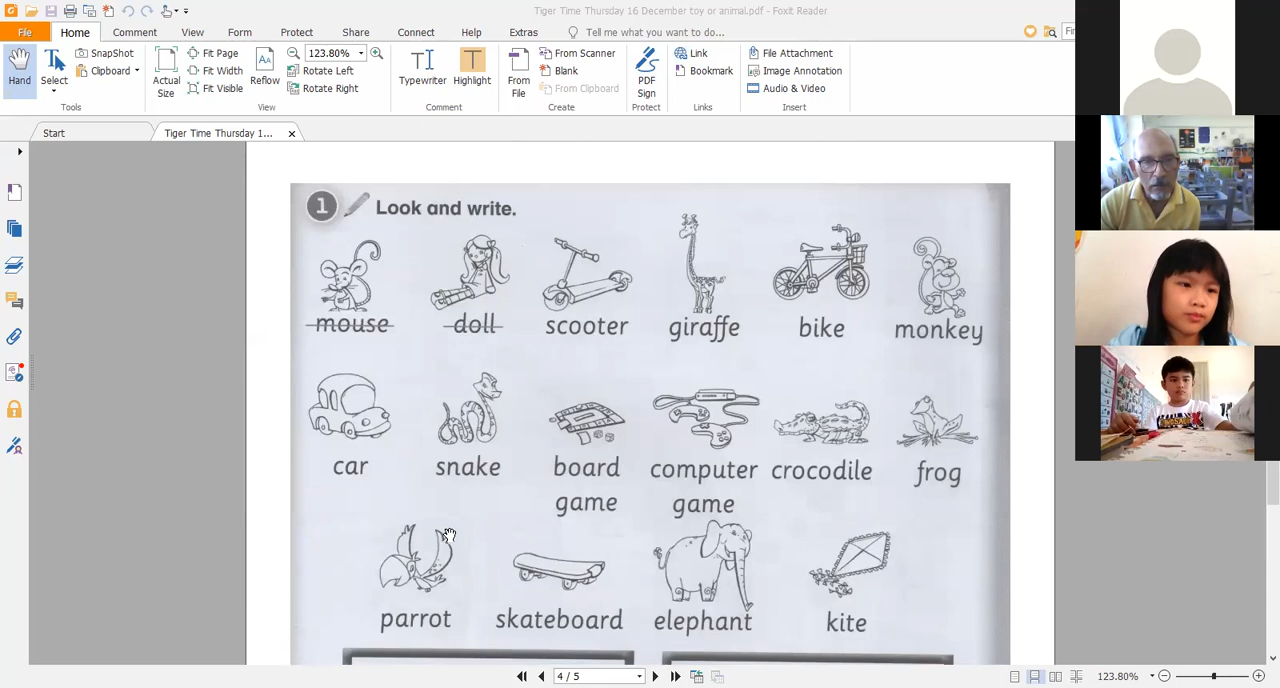 Tiger Time Thursday 16 December toy or animal.pdf - Foxit Reader
File Home Comment View Form Protect Share Connect Help Extras Tell me what you want to do...
Hand
Select
SnapShot
Clipboard
Tools
Actual Size
Fit Page
Fit Width
Fit Visible
Reflow
123.80%
Rotate Left
Rotate Right
View
Typewriter
Highlight
Comment
From File
From Scanner
Blank
From Clipboard
Create
PDF Sign
Protect
Link
Bookmark
Links
File Attachment
Image Annotation
Audio & Video
Insert
Start
Tiger Time Thursday 1...
1 Look and write.
mouse doll scooter giraffe bike monkey
car snake board game computer game crocodile frog
parrot skateboard elephant kite
4 / 5
123.80%